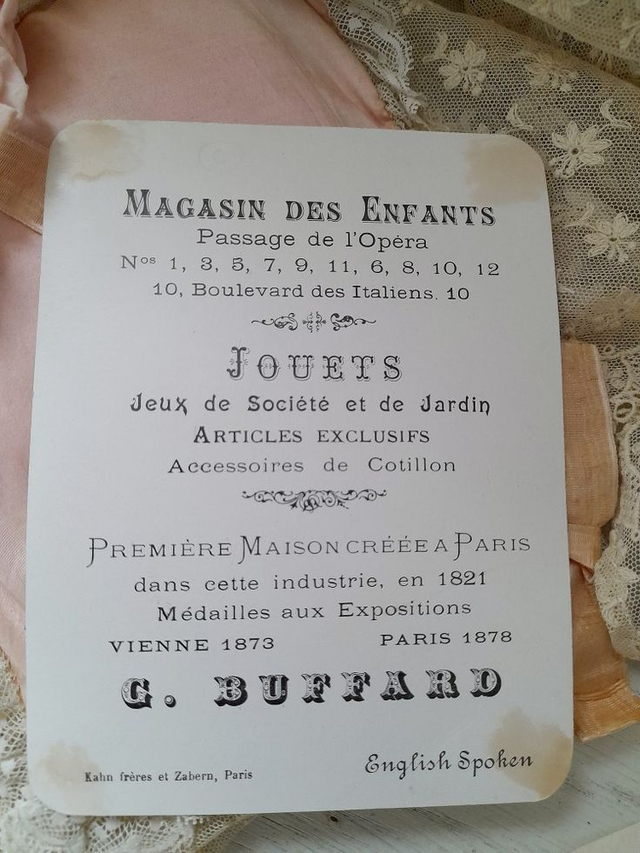 Magasin des Enfants
Passage de l'Opéra
Nos 1, 3, 5, 7, 9, 11, 6, 8, 10, 12
10, Boulevard des Italiens. 10
Jouets
Jeux de Société et de Jardin
Articles exclusifs
Accessoires de Cotillon
Première Maison créée a Paris
dans cette industrie, en 1821
Médailles aux Expositions
VIENNE 1873 PARIS 1878
G. BUFFARD
English Spoken
Kahn frères et Zabern, Paris